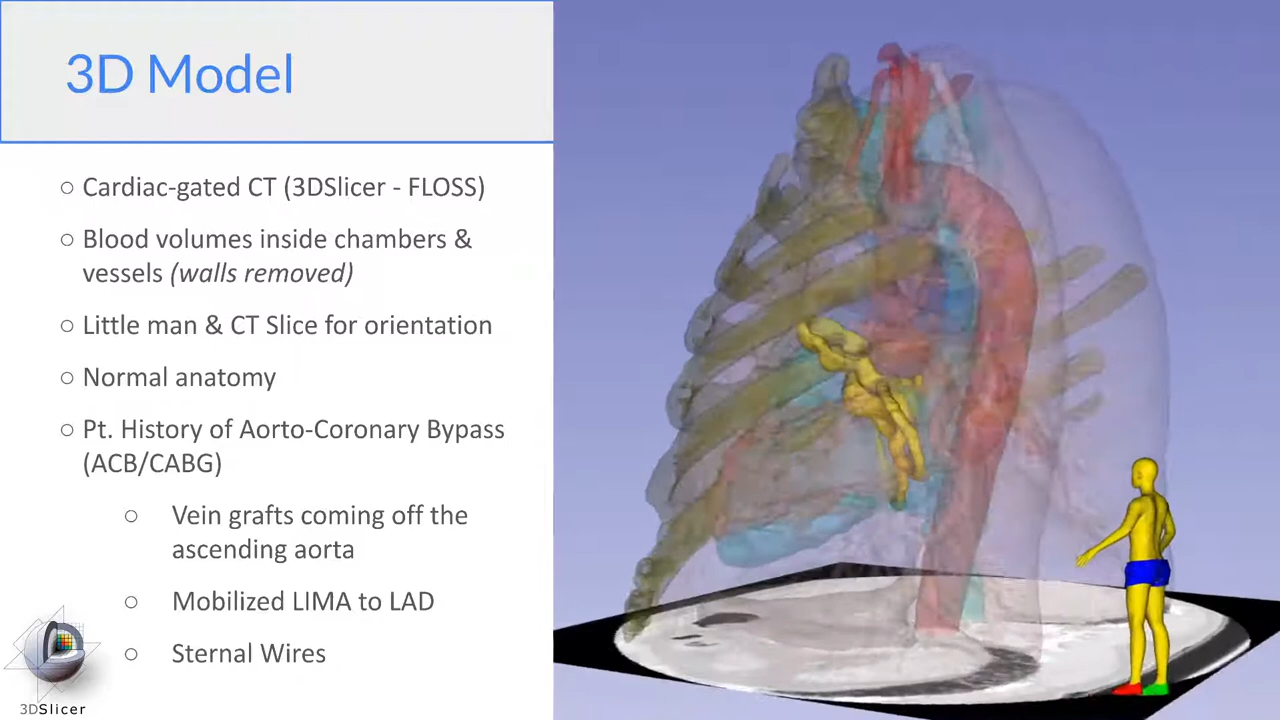 3D Model
○ Cardiac-gated CT (3DSlicer - FLOSS)
○ Blood volumes inside chambers &
vessels (walls removed)
○ Little man & CT Slice for orientation
○ Normal anatomy
○ Pt. History of Aorto-Coronary Bypass
(ACB/CABG)
○ Vein grafts coming off the
ascending aorta
○ Mobilized LIMA to LAD
○ Sternal Wires
3DSlicer